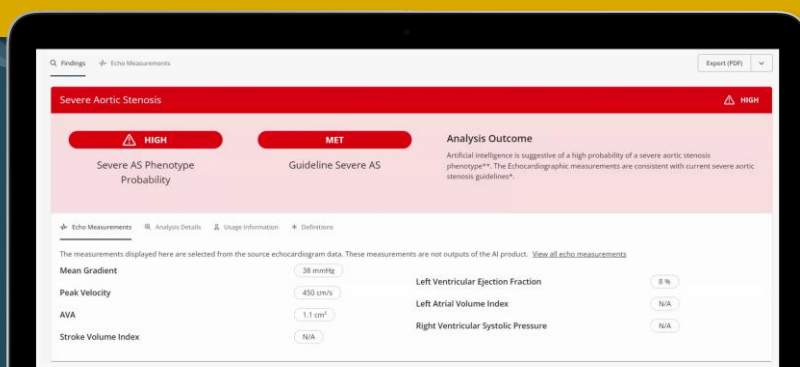 Findings Echo Measurements Export (PDF)
Severe Aortic Stenosis HIGH
HIGH
Severe AS Phenotype
Probability
MET
Guideline Severe AS
Analysis Outcome
Artificial intelligence is suggestive of a high probability of a severe aortic stenosis
phenotype**. The Echocardiographic measurements are consistent with current severe aortic
stenosis guidelines*.
Echo Measurements Analysis Details Usage information Definitions
The measurements displayed here are selected from the source echocardiogram data. These measurements are not outputs of the AI product. View all echo measurements
Mean Gradient 38 mmHg
Peak Velocity 450 cm/s
AVA 1.1 cm²
Stroke Volume Index N/A
Left Ventricular Ejection Fraction 8 %
Left Atrial Volume Index N/A
Right Ventricular Systolic Pressure N/A